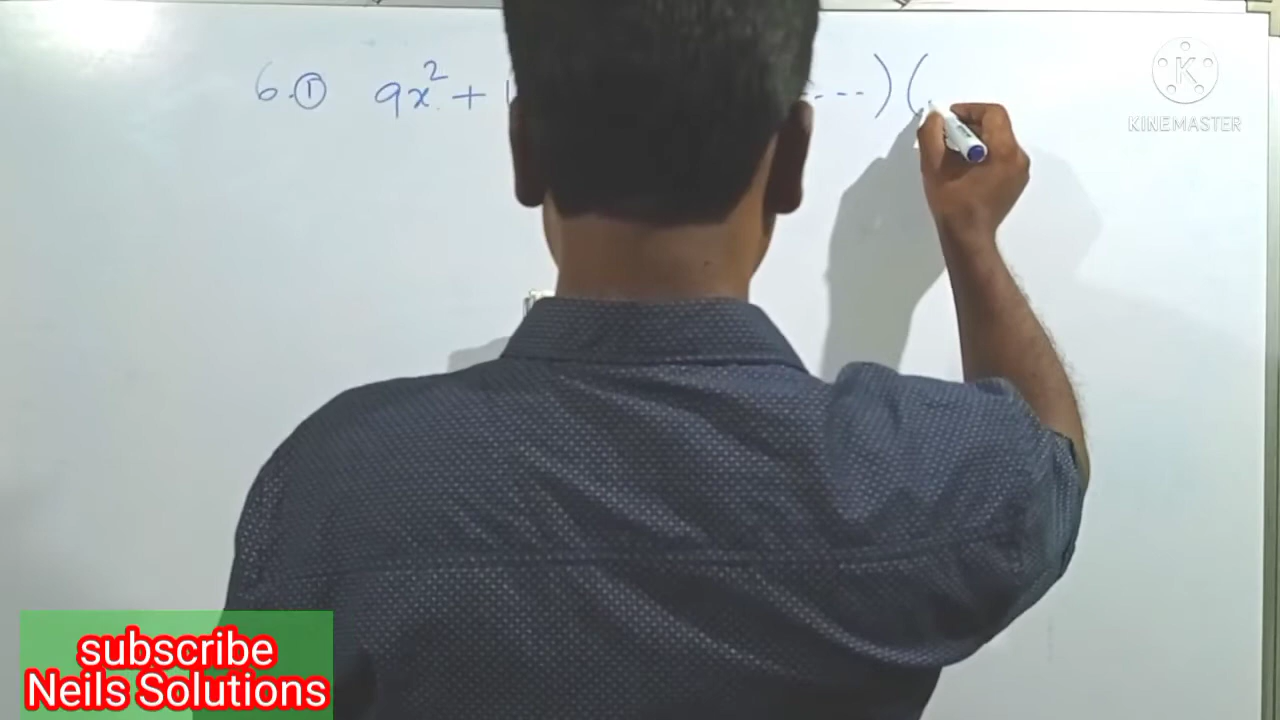 6.① 9x² + ----)(
KINEMASTER
subscribe
Neils Solutions